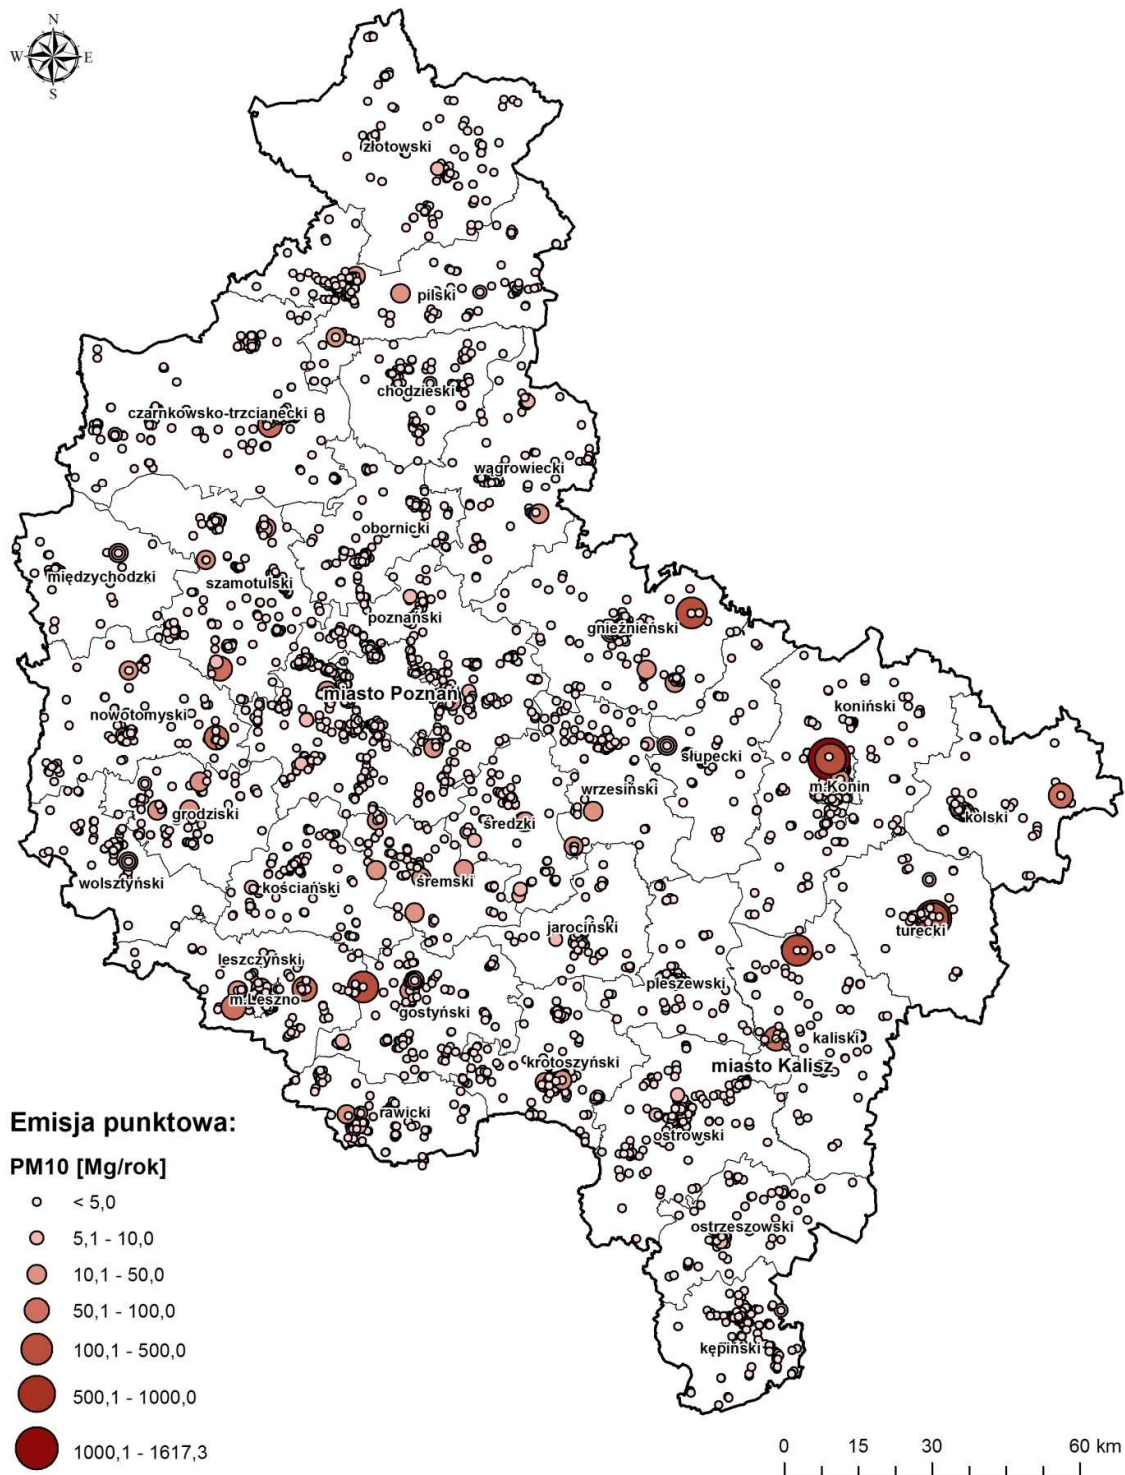 N
W E
S
złotowski
pilski
chodzieski
czarnkowsko-trzcianecki
wągrowiecki
obornicki
międzychodzki
szamotulski
poznański
gnieźnieński
miasto Poznań
nowotomyski
koniński
słupecki
m.Konin
wrzesiński
grodziski
średzki
kolski
wolsztyński
kościański
śremski
jarociński
turecki
leszczyński
pleszewski
m.Leszno
gostyński
kaliski
krotoszyński
miasto Kalisz
rawicki
ostrowski
ostrzeszowski
kępiński
Emisja punktowa:
PM10 [Mg/rok]
< 5,0
5,1 - 10,0
10,1 - 50,0
50,1 - 100,0
100,1 - 500,0
500,1 - 1000,0
1000,1 - 1617,3
0 15 30 60 km